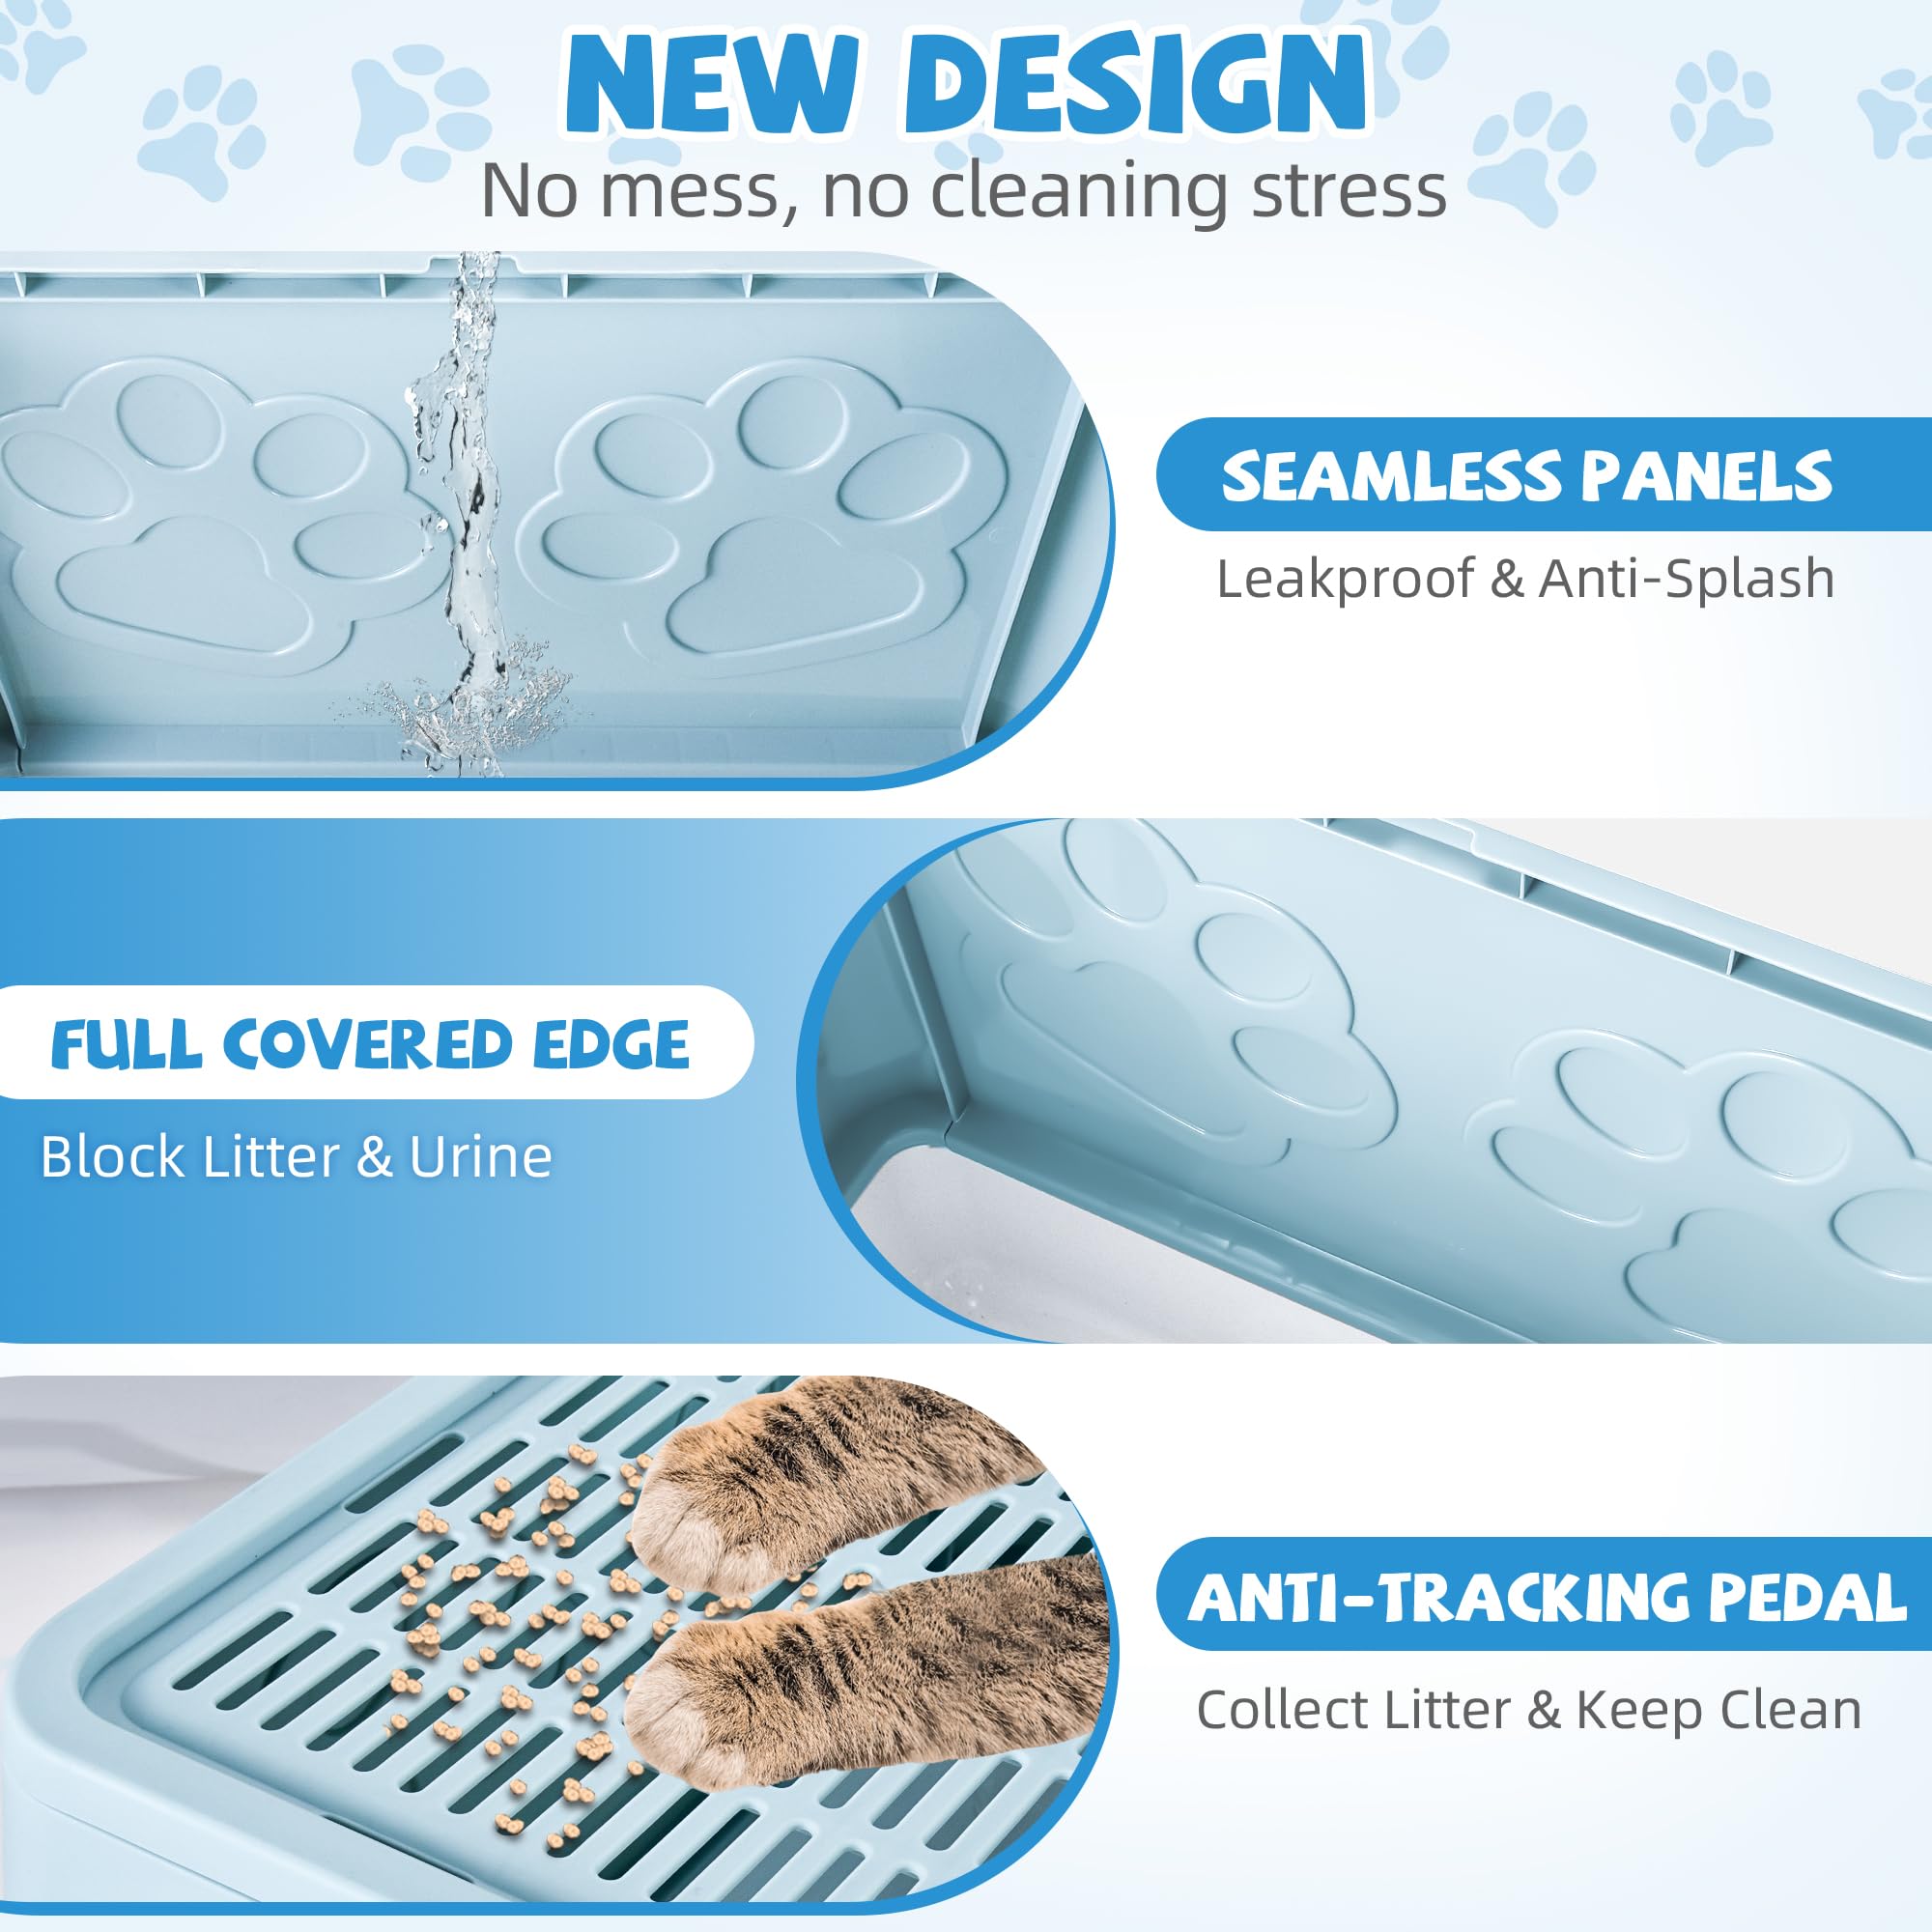 NEW DESIGN
No mess, no cleaning stress
SEAMLESS PANELS
Leakproof & Anti-Splash
FULL COVERED EDGE
Block Litter & Urine
ANTI-TRACKING PEDAL
Collect Litter & Keep Clean